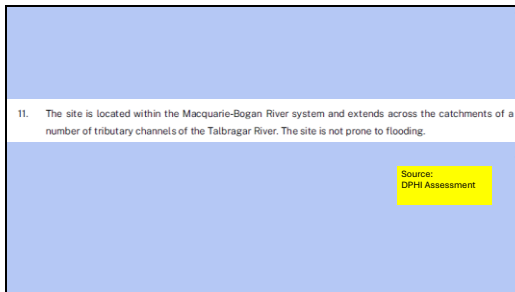 11. The site is located within the Macquarie-Bogan River system and extends across the catchments of a
number of tributary channels of the Talbragar River. The site is not prone to flooding.
Source:
DPHI Assessment